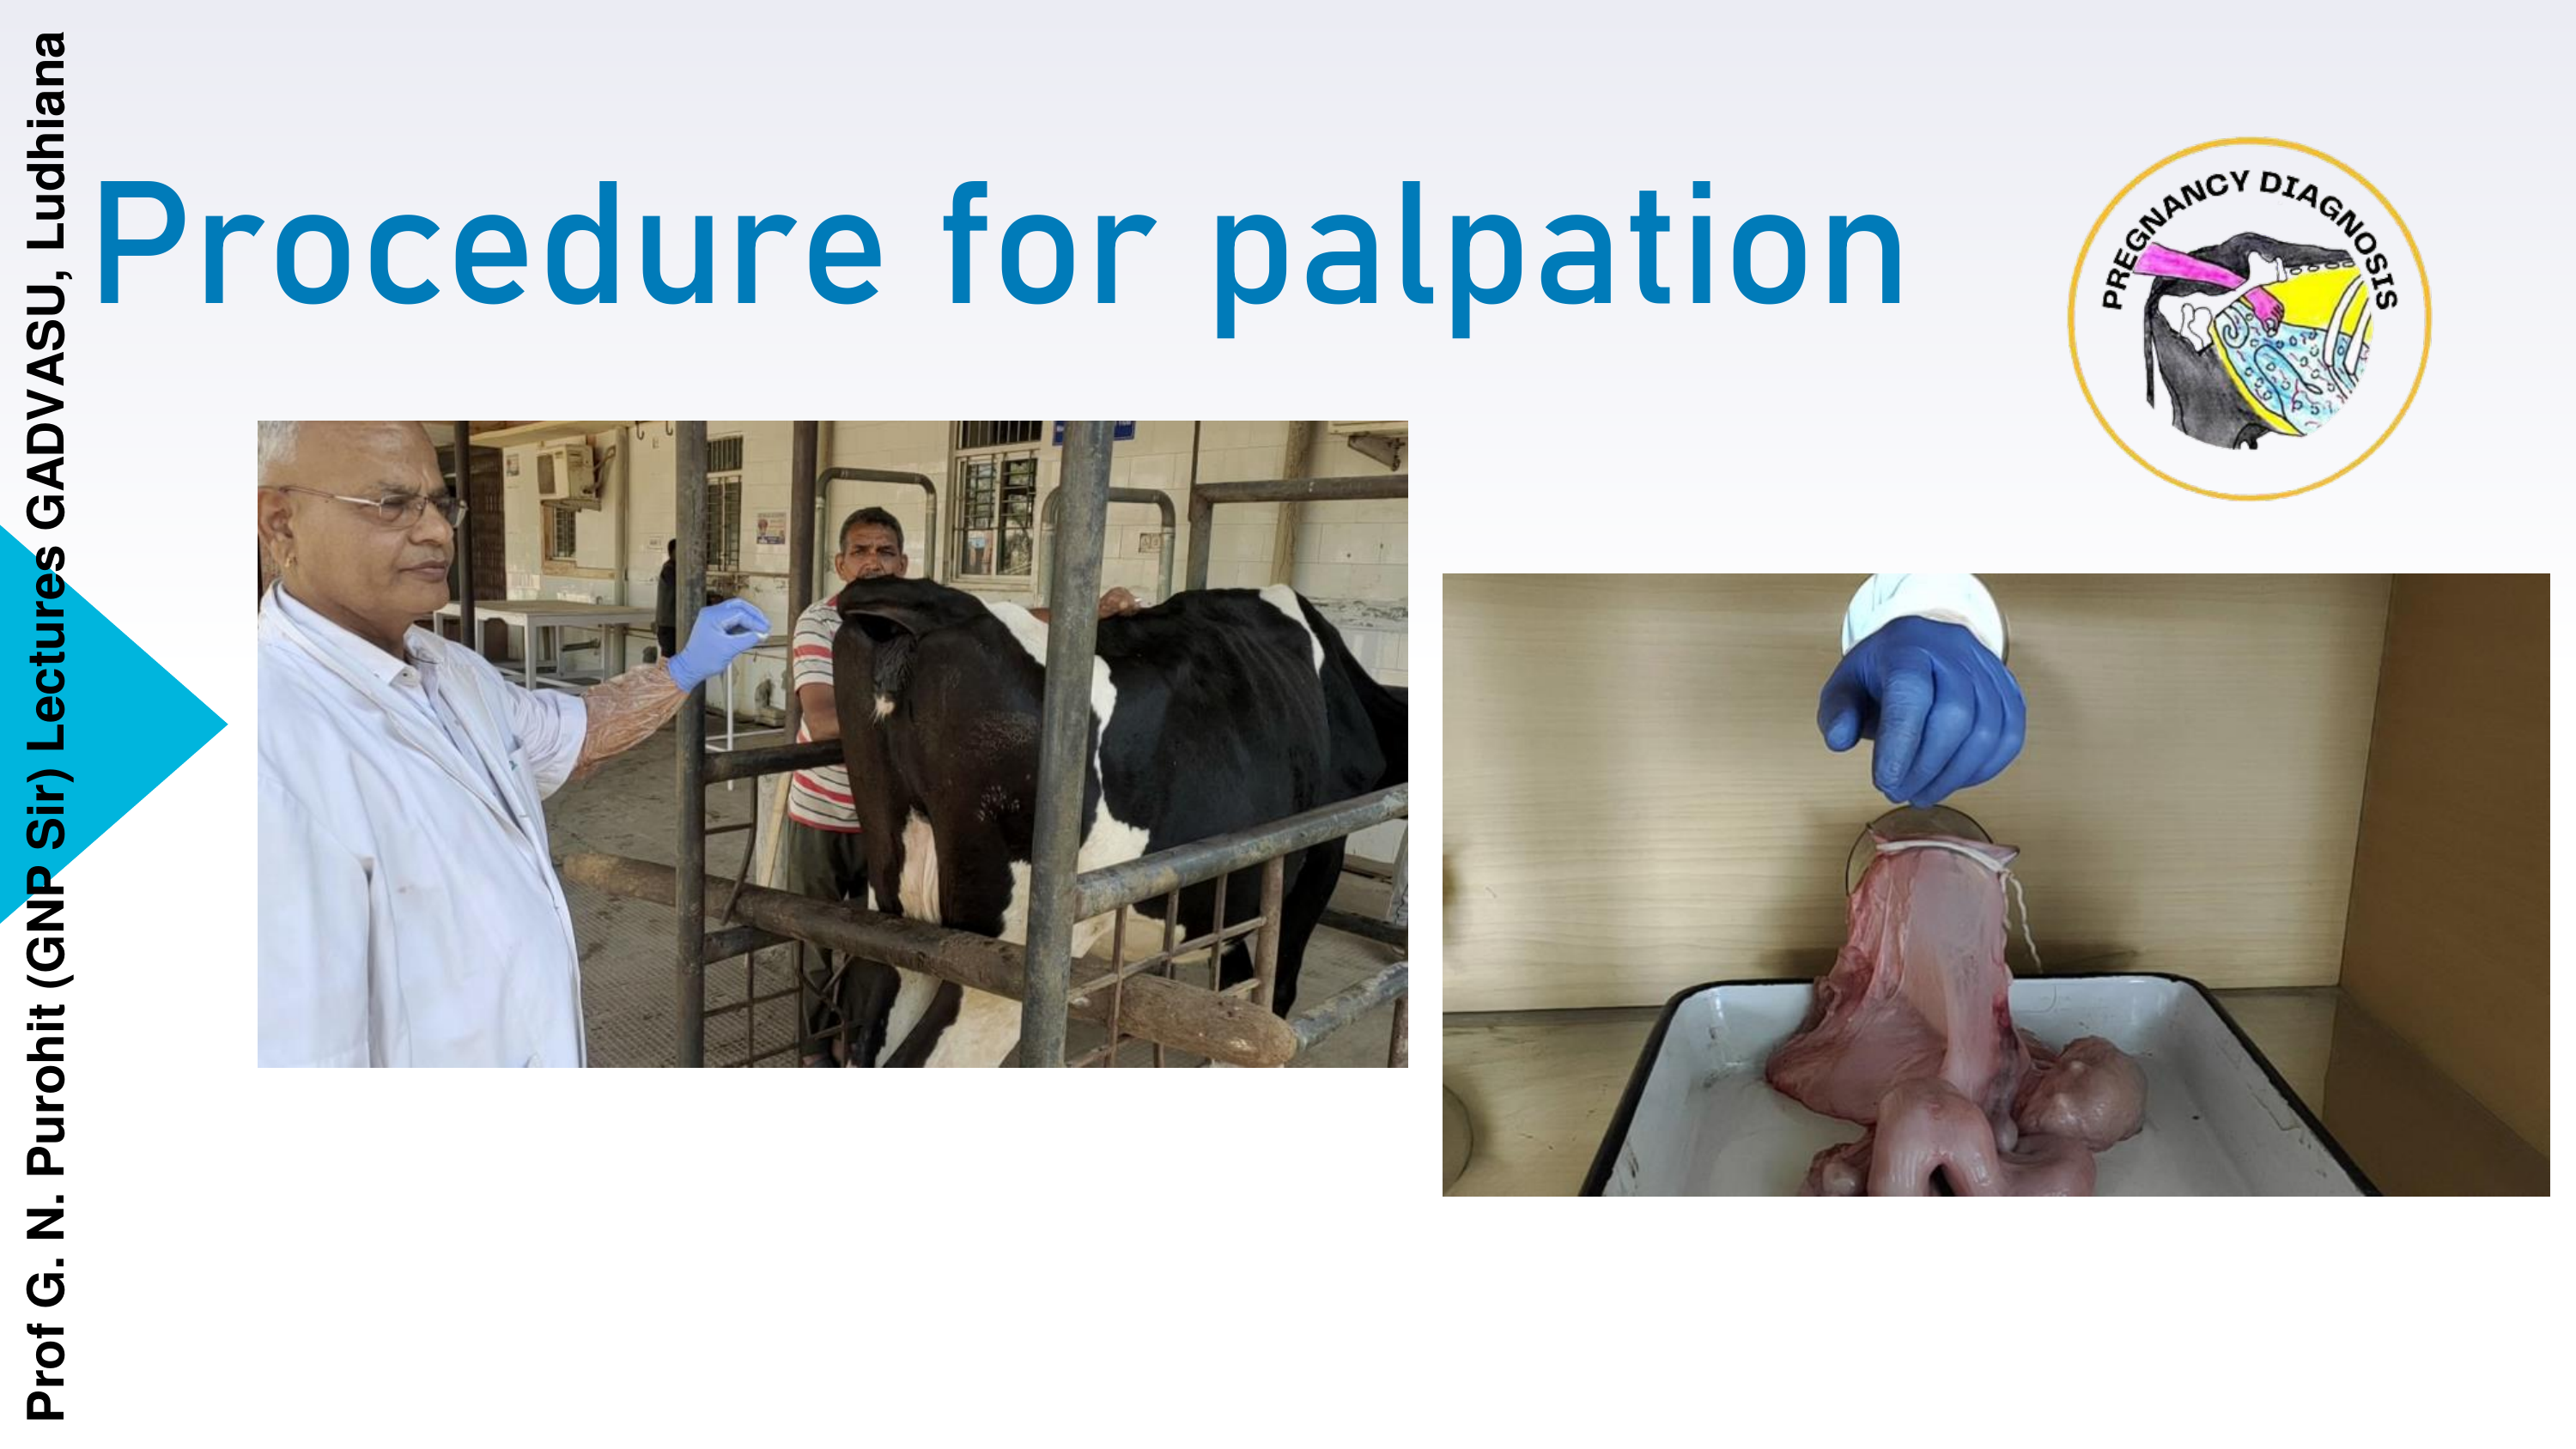 Prof G. N. Purohit (GNP Sir) Lectures GADVASU, Ludhiana
Procedure for palpation
PREGNANCY DIAGNOSIS